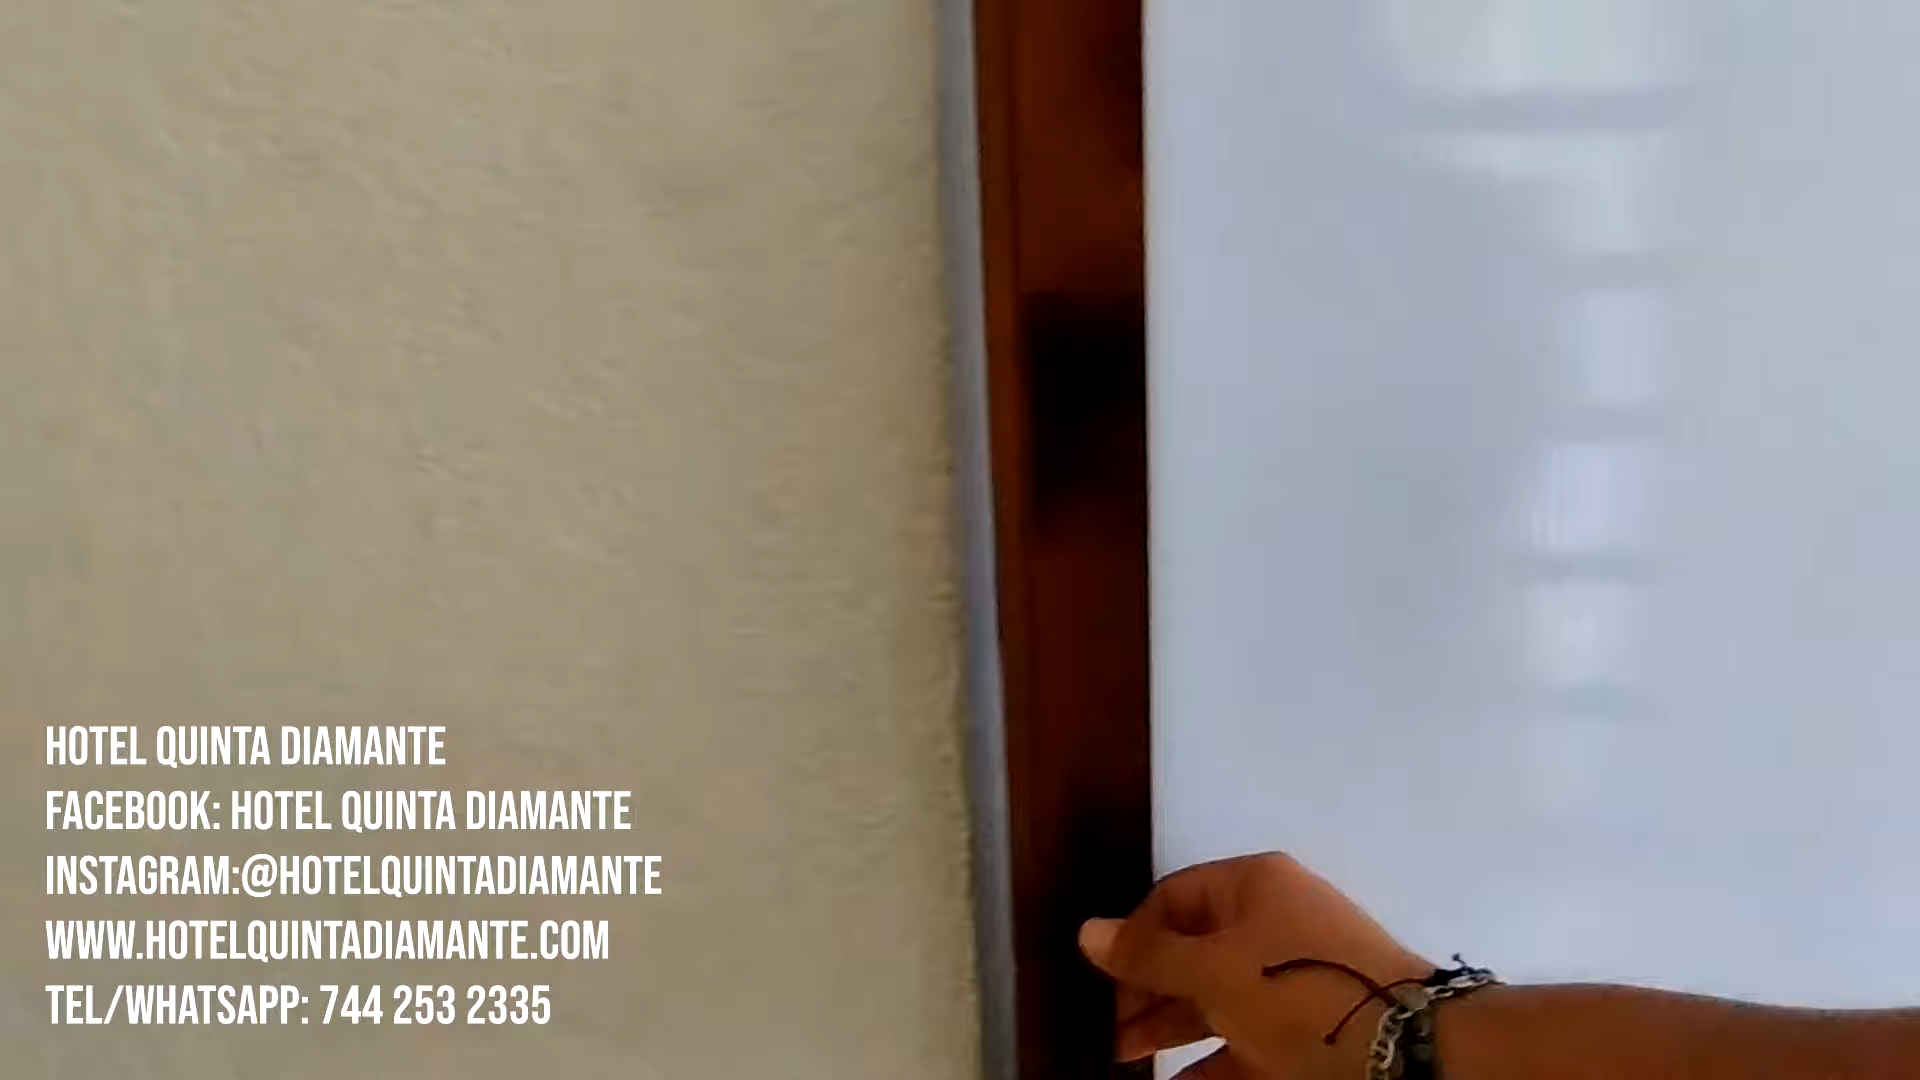 HOTEL QUINTA DIAMANTE
FACEBOOK: HOTEL QUINTA DIAMANTE
INSTAGRAM:@HOTELQUINTADIAMANTE
WWW.HOTELQUINTADIAMANTE.COM
TEL/WHATSAPP: 744 253 2335